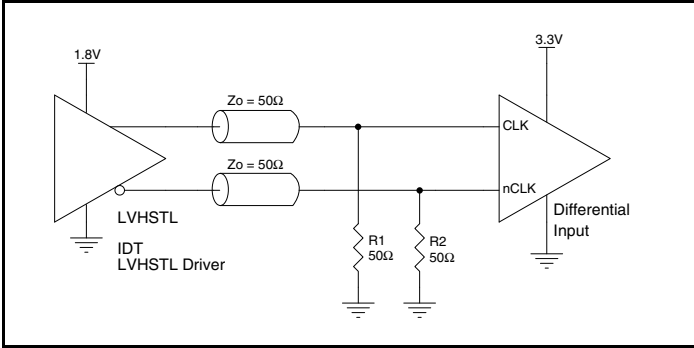 1.8V
3.3V
Zo = 50Ω
CLK
Zo = 50Ω
nCLK
LVHSTL
IDT
LVHSTL Driver
R1
50Ω
R2
50Ω
Differential
Input